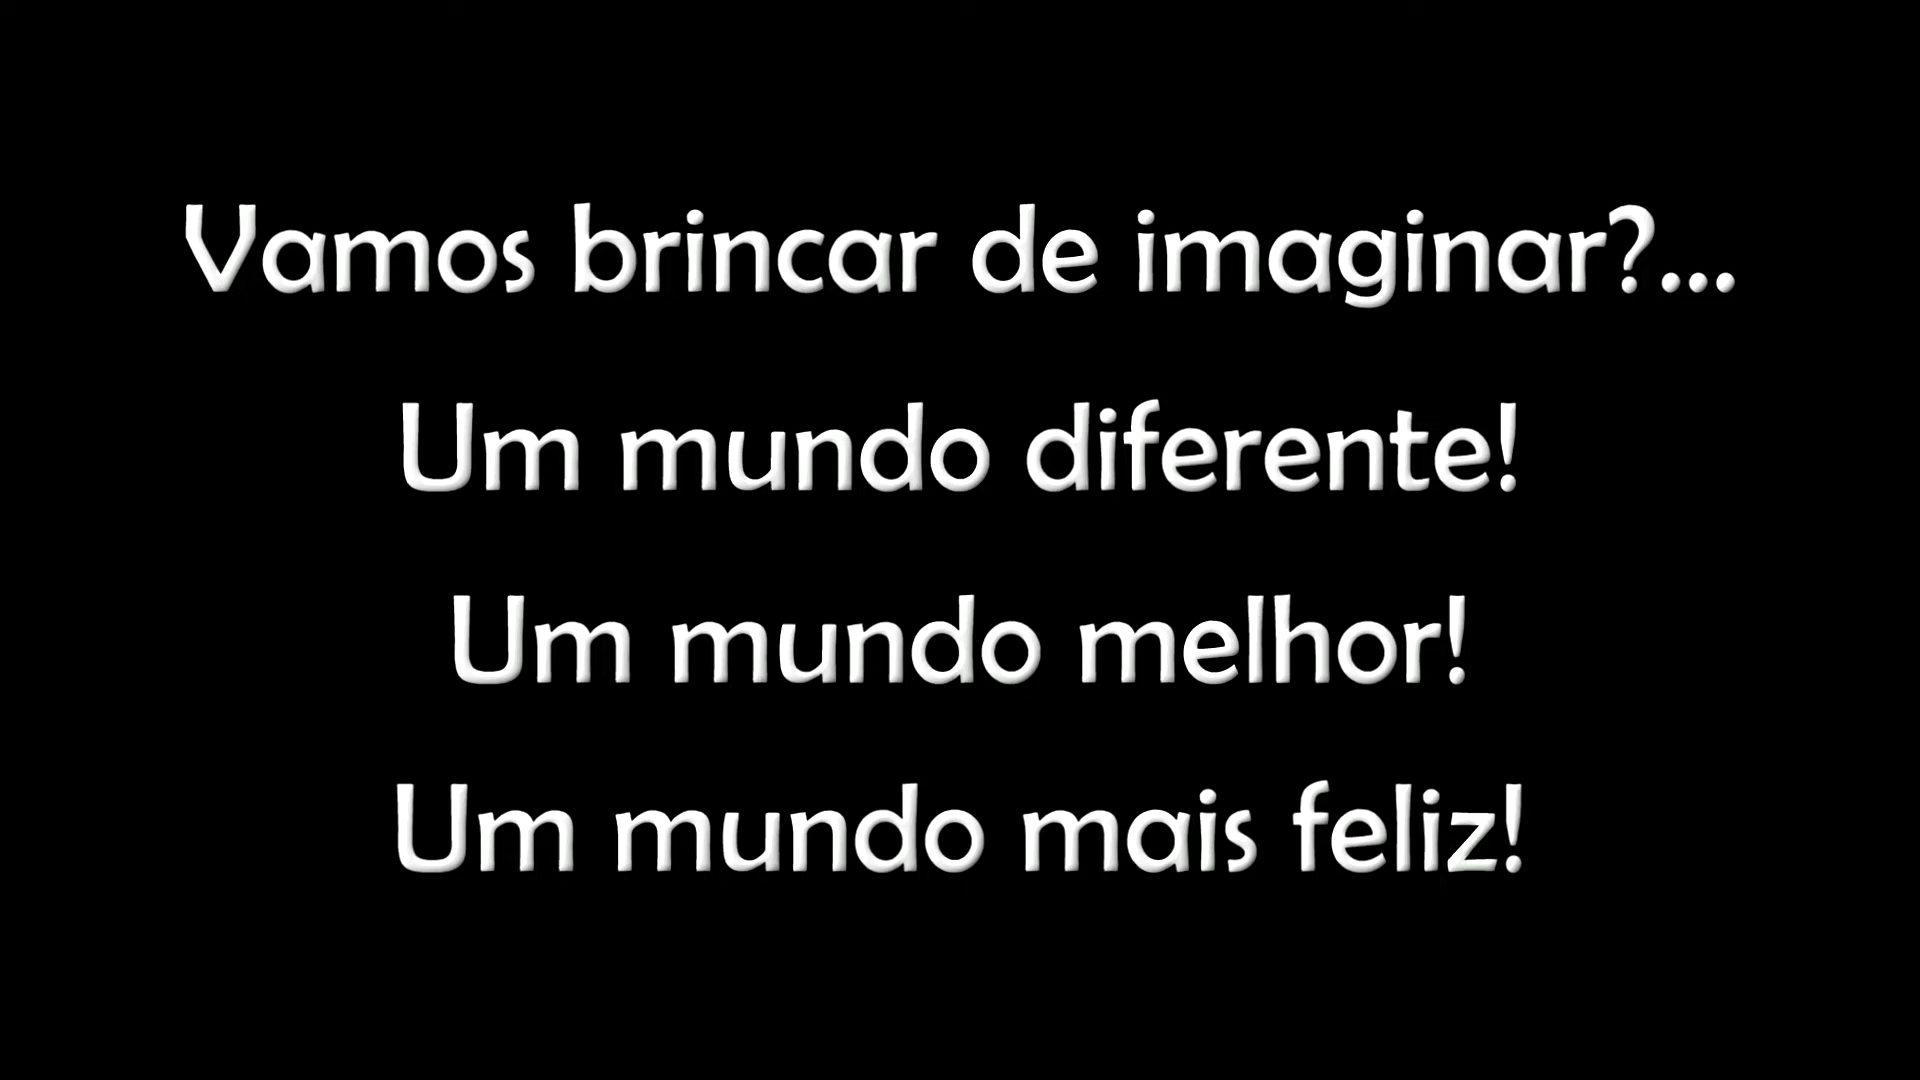 Vamos brincar de imaginar?...
Um mundo diferente!
Um mundo melhor!
Um mundo mais feliz!